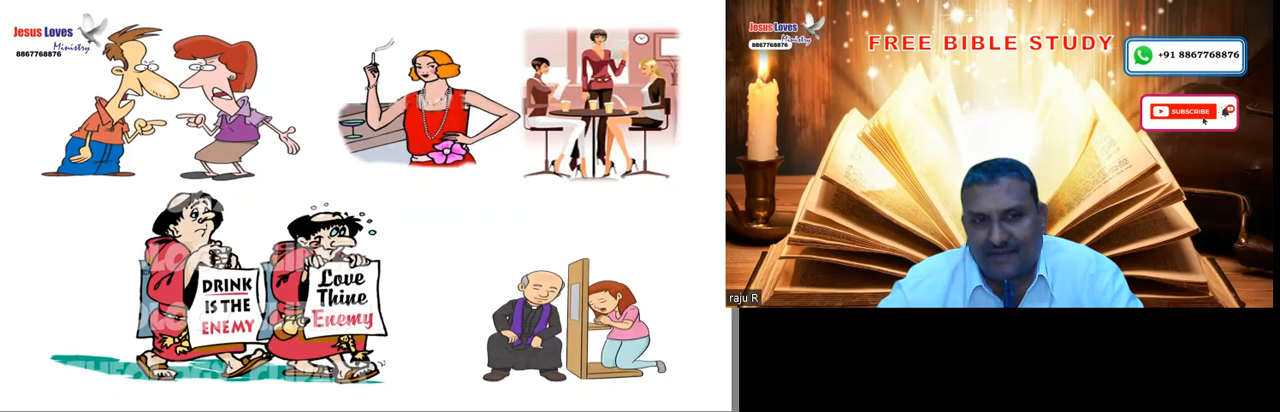 Jesus Loves
Ministry
8867768876
DRINK
IS THE
ENEMY
Love
Thine
Enemy
Jesus Loves
Ministry
8867768876
FREE BIBLE STUDY
+91 8867768876
SUBSCRIBE
raju R